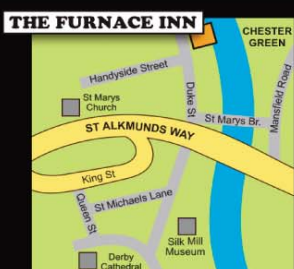 THE FURNACE INN
CHESTER
GREEN
Handyside Street
Mansfield Road
St Marys
Church
Duke St
St Marys Br.
ST ALKMUNDS WAY
King St
Queen St
St Michaels Lane
Silk Mill
Museum
Derby
Cathedral